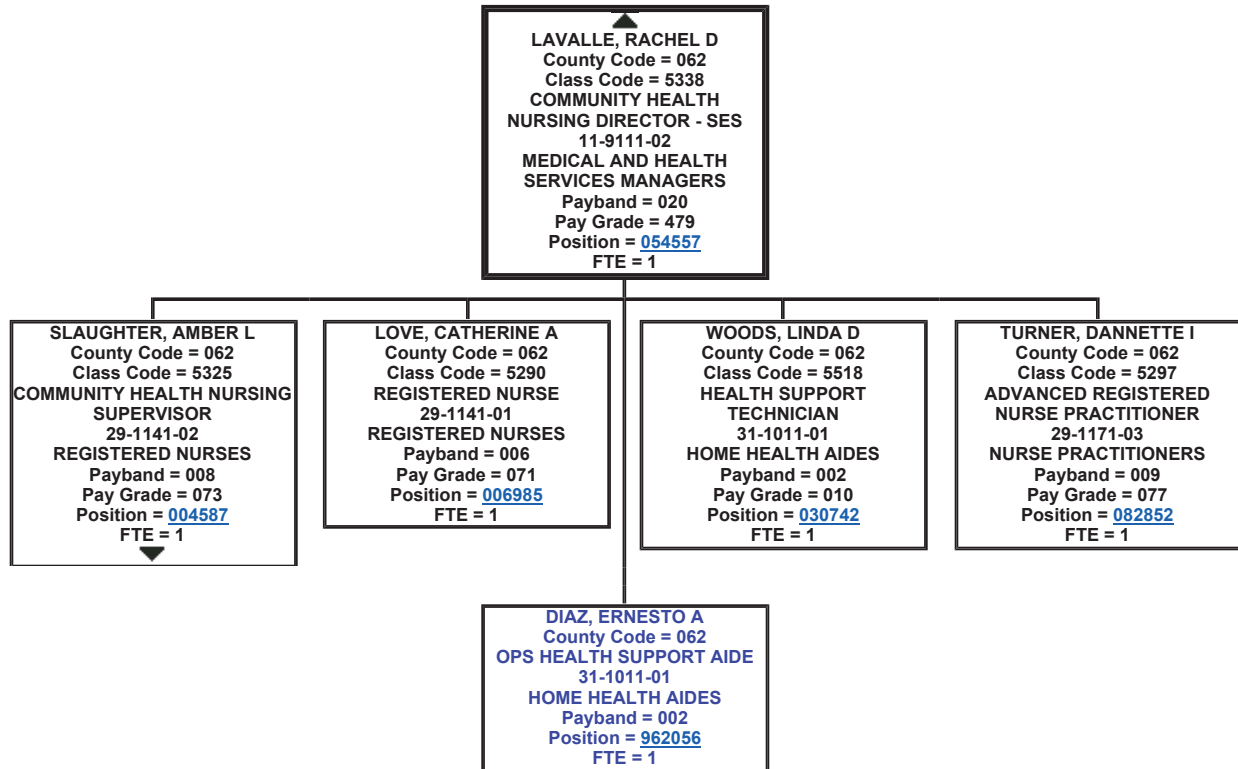 LAVALLE, RACHEL D
County Code = 062
Class Code = 5338
COMMUNITY HEALTH
NURSING DIRECTOR - SES
11-9111-02
MEDICAL AND HEALTH
SERVICES MANAGERS
Payband = 020
Pay Grade = 479
Position = 054557
FTE = 1
SLAUGHTER, AMBER L
County Code = 062
Class Code = 5325
COMMUNITY HEALTH NURSING
SUPERVISOR
29-1141-02
REGISTERED NURSES
Payband = 008
Pay Grade = 073
Position = 004587
FTE = 1
LOVE, CATHERINE A
County Code = 062
Class Code = 5290
REGISTERED NURSE
29-1141-01
REGISTERED NURSES
Payband = 006
Pay Grade = 071
Position = 006985
FTE = 1
WOODS, LINDA D
County Code = 062
Class Code = 5518
HEALTH SUPPORT
TECHNICIAN
31-1011-01
HOME HEALTH AIDES
Payband = 002
Pay Grade = 010
Position = 030742
FTE = 1
TURNER, DANNETTE I
County Code = 062
Class Code = 5297
ADVANCED REGISTERED
NURSE PRACTITIONER
29-1171-03
NURSE PRACTITIONERS
Payband = 009
Pay Grade = 077
Position = 082852
FTE = 1
DIAZ, ERNESTO A
County Code = 062
OPS HEALTH SUPPORT AIDE
31-1011-01
HOME HEALTH AIDES
Payband = 002
Position = 962056
FTE = 1